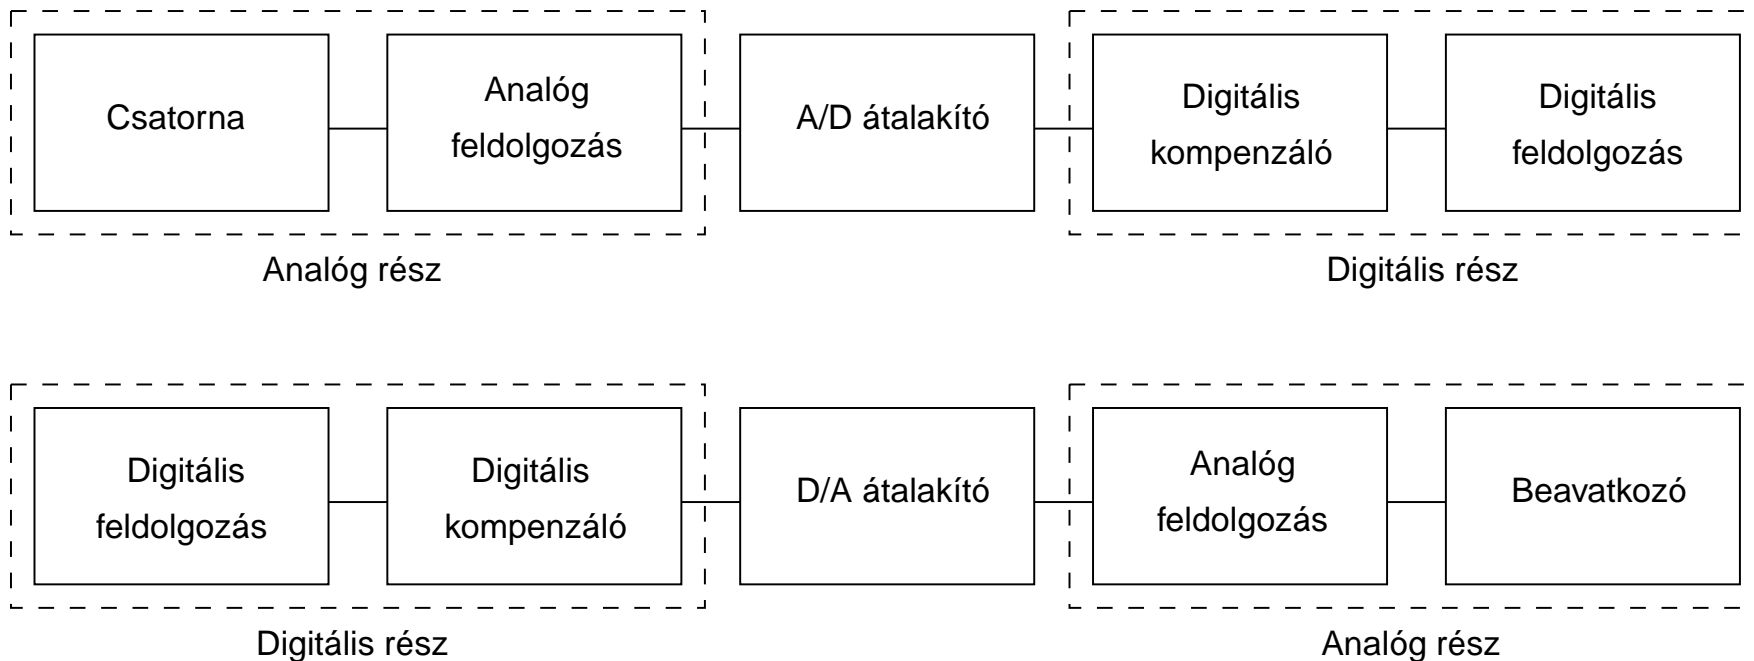 Csatorna
Analóg
feldolgozás
A/D átalakító
Digitális
kompenzáló
Digitális
feldolgozás
Analóg rész
Digitális rész
Digitális
feldolgozás
Digitális
kompenzáló
D/A átalakító
Analóg
feldolgozás
Beavatkozó
Digitális rész
Analóg rész